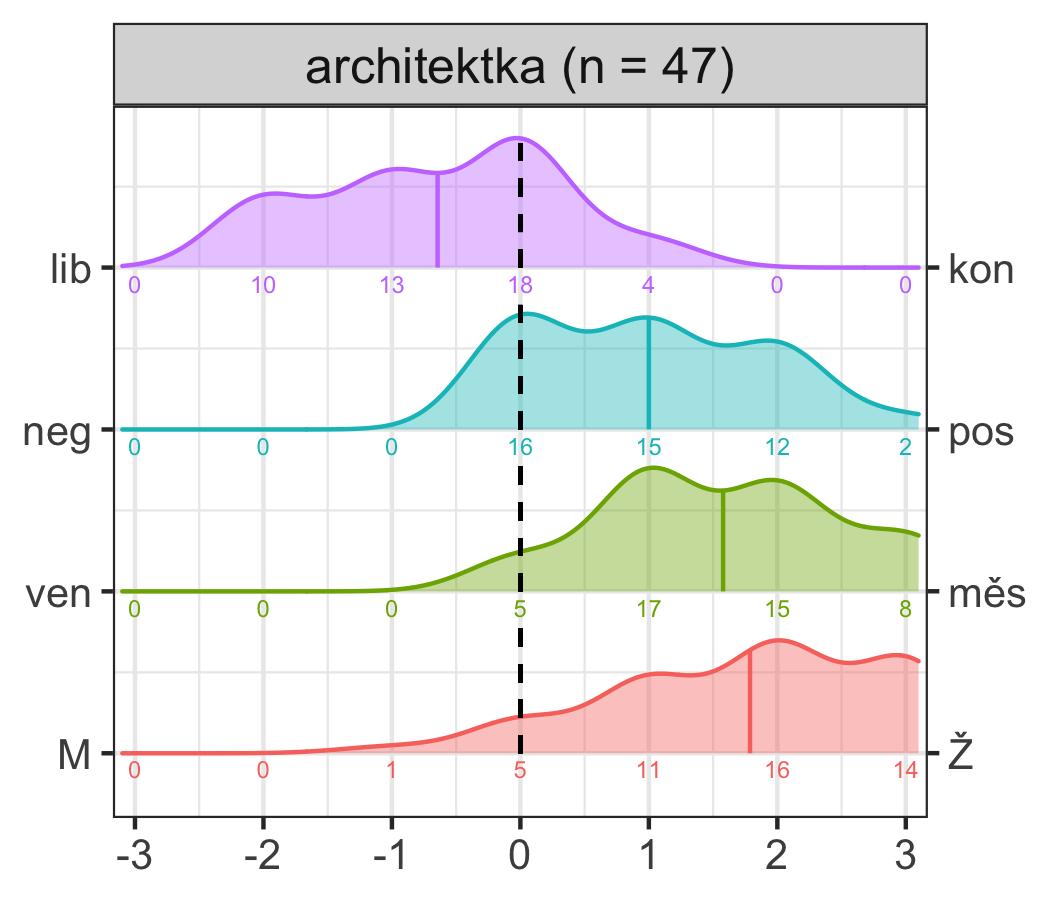 architektka (n = 47)
lib kon
0 10 13 18 4 0 0
neg pos
0 0 0 16 15 12 2
ven měs
0 0 0 5 17 15 8
M Ž
0 0 1 5 11 16 14
-3 -2 -1 0 1 2 3